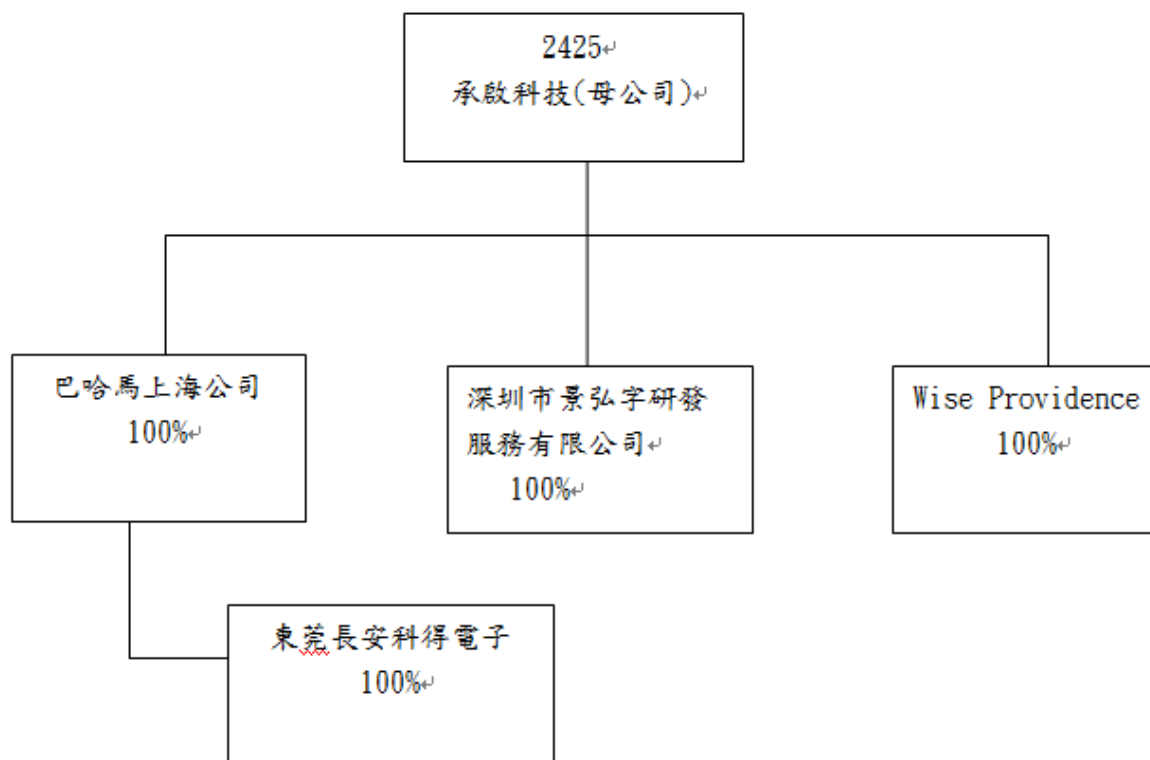 2425
承啟科技(母公司)
巴哈馬上海公司
100%
深圳市景弘字研發
服務有限公司
100%
Wise Providence
100%
東莞長安科得電子
100%